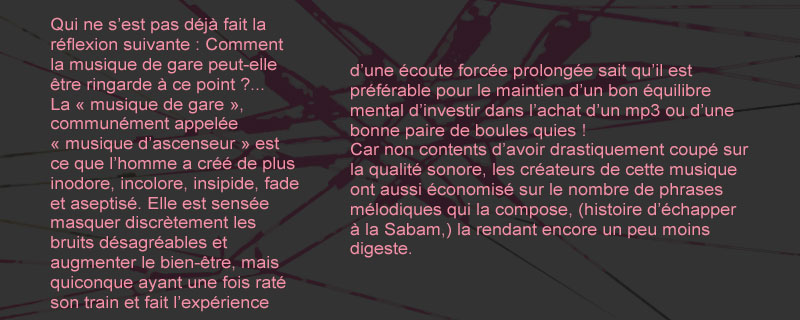 Qui ne s’est pas déjà fait la
réflexion suivante : Comment
la musique de gare peut-elle
être ringarde à ce point ?...
La « musique de gare »,
communément appelée
« musique d’ascenseur » est
ce que l’homme a créé de plus
inodore, incolore, insipide, fade
et aseptisé. Elle est sensée
masquer discrètement les
bruits désagréables et
augmenter le bien-être, mais
quiconque ayant une fois raté
son train et fait l’expérience
d’une écoute forcée prolongée sait qu’il est
préférable pour le maintien d’un bon équilibre
mental d’investir dans l’achat d’un mp3 ou d’une
bonne paire de boules quies !
Car non contents d’avoir drastiquement coupé sur
la qualité sonore, les créateurs de cette musique
ont aussi économisé sur le nombre de phrases
mélodiques qui la compose, (histoire d’échapper
à la Sabam,) la rendant encore un peu moins
digeste.